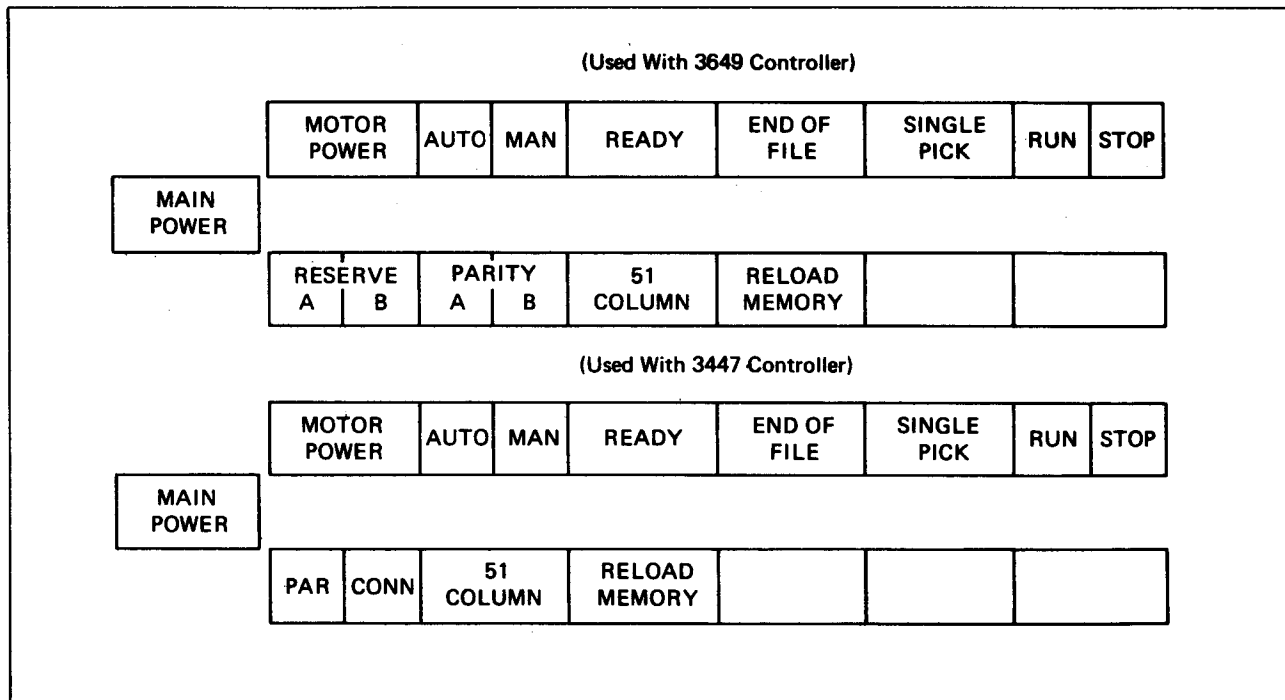 (Used With 3649 Controller)
MOTOR POWER AUTO MAN READY END OF FILE SINGLE PICK RUN STOP
MAIN POWER
RESERVE A B PARITY A B 51 COLUMN RELOAD MEMORY
(Used With 3447 Controller)
MOTOR POWER AUTO MAN READY END OF FILE SINGLE PICK RUN STOP
MAIN POWER
PAR CONN 51 COLUMN RELOAD MEMORY